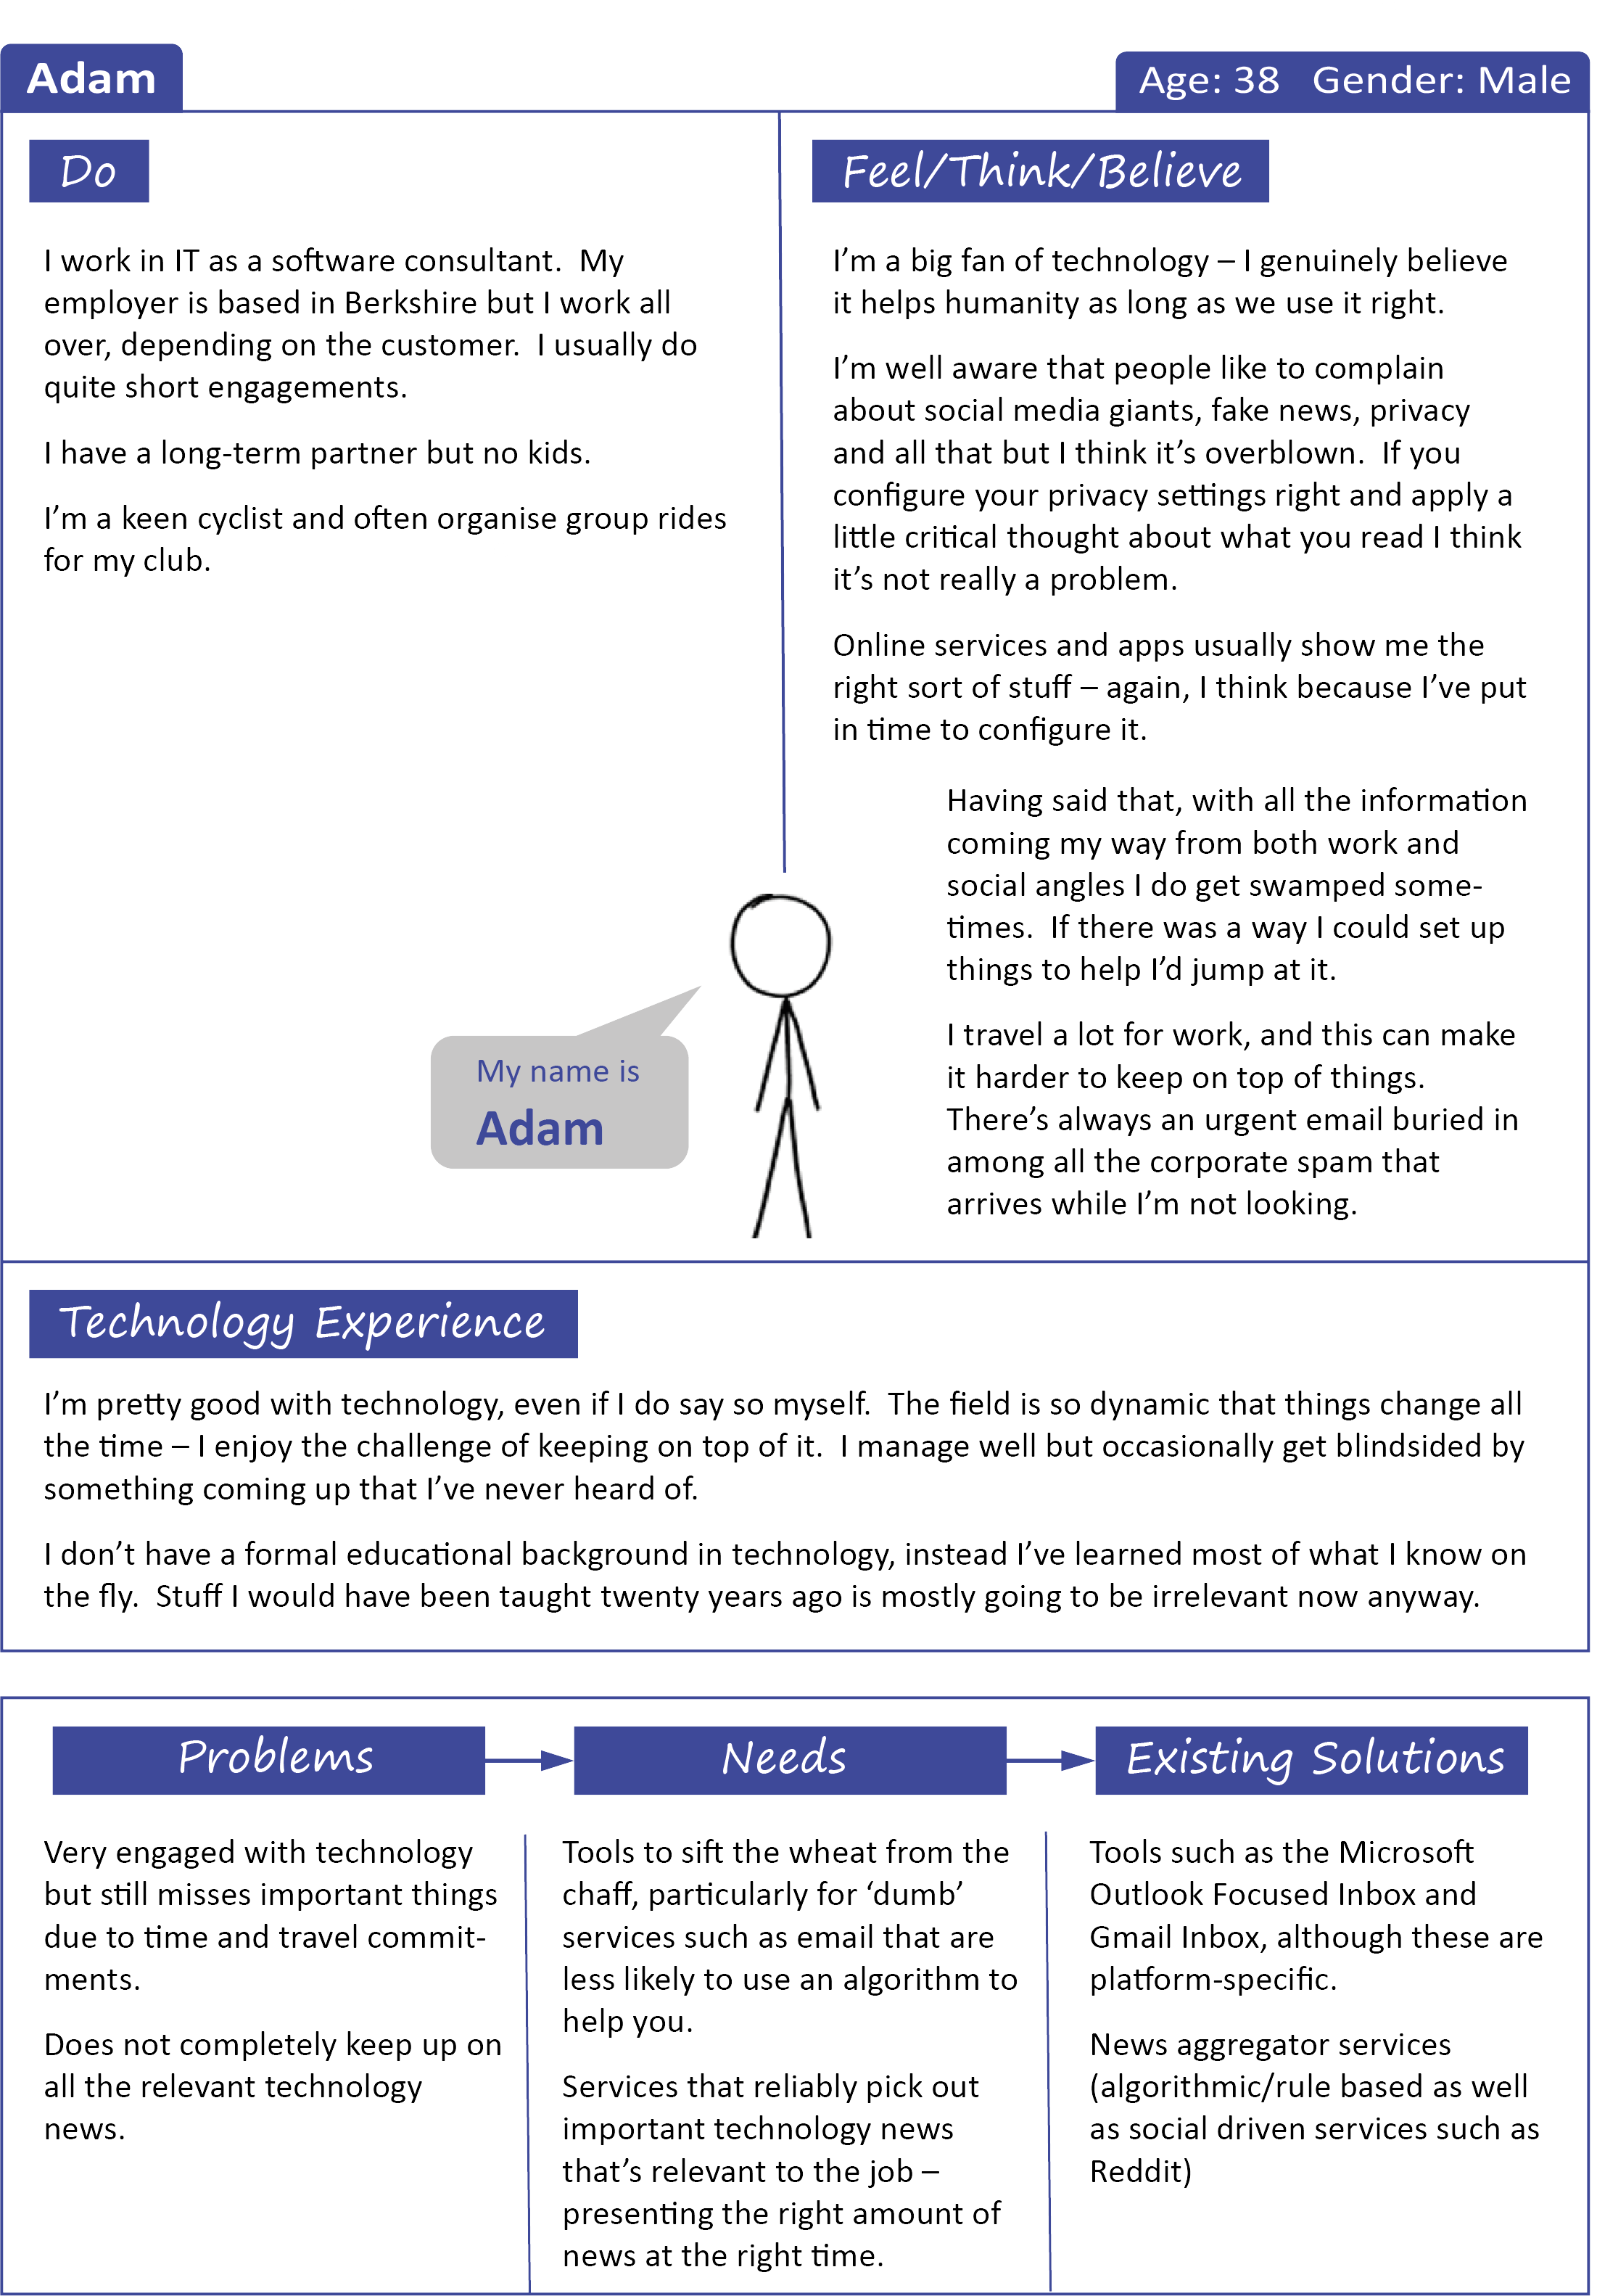 Adam
Age: 38   Gender: Male
Do
I work in IT as a software consultant.  My
employer is based in Berkshire but I work all
over, depending on the customer.  I usually do
quite short engagements.
I have a long-term partner but no kids.
I’m a keen cyclist and often organise group rides
for my club.
Feel/Think/Believe
I’m a big fan of technology – I genuinely believe
it helps humanity as long as we use it right.
I’m well aware that people like to complain
about social media giants, fake news, privacy
and all that but I think it’s overblown.  If you
configure your privacy settings right and apply a
little critical thought about what you read I think
it’s not really a problem.
Online services and apps usually show me the
right sort of stuff – again, I think because I’ve put
in time to configure it.
Having said that, with all the information
coming my way from both work and
social angles I do get swamped some-
times.  If there was a way I could set up
things to help I’d jump at it.
I travel a lot for work, and this can make
it harder to keep on top of things.
There’s always an urgent email buried in
among all the corporate spam that
arrives while I’m not looking.
My name is
Adam
Technology Experience
I’m pretty good with technology, even if I do say so myself.  The field is so dynamic that things change all
the time – I enjoy the challenge of keeping on top of it.  I manage well but occasionally get blindsided by
something coming up that I’ve never heard of.
I don’t have a formal educational background in technology, instead I’ve learned most of what I know on
the fly.  Stuff I would have been taught twenty years ago is mostly going to be irrelevant now anyway.
Problems
Very engaged with technology
but still misses important things
due to time and travel commit-
ments.
Does not completely keep up on
all the relevant technology
news.
Needs
Tools to sift the wheat from the
chaff, particularly for ‘dumb’
services such as email that are
less likely to use an algorithm to
help you.
Services that reliably pick out
important technology news
that’s relevant to the job –
presenting the right amount of
news at the right time.
Existing Solutions
Tools such as the Microsoft
Outlook Focused Inbox and
Gmail Inbox, although these are
platform-specific.
News aggregator services
(algorithmic/rule based as well
as social driven services such as
Reddit)